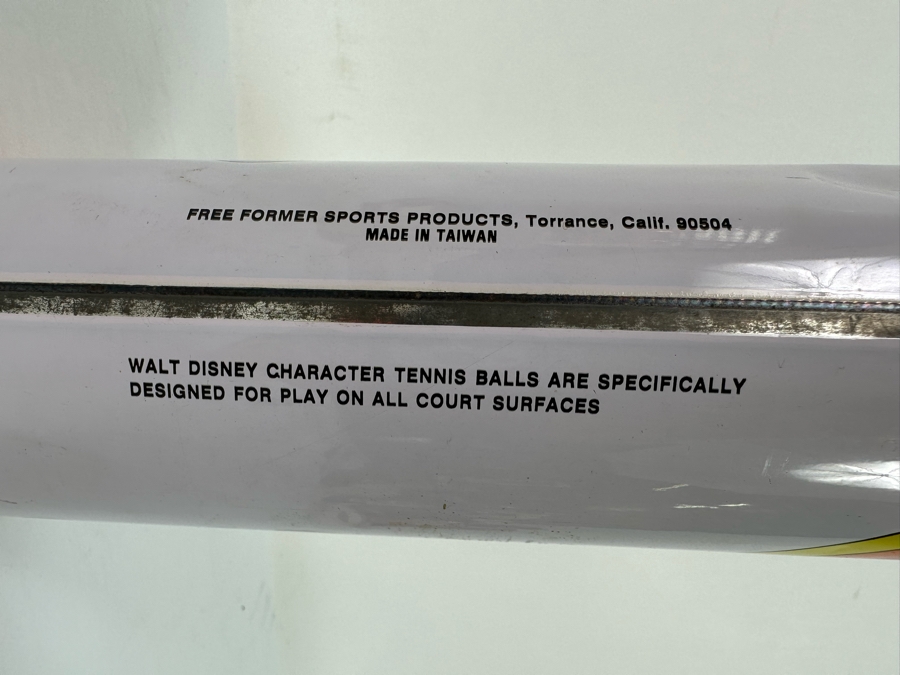 FREE FORMER SPORTS PRODUCTS, Torrance, Calif. 90504
MADE IN TAIWAN
WALT DISNEY CHARACTER TENNIS BALLS ARE SPECIFICALLY
DESIGNED FOR PLAY ON ALL COURT SURFACES